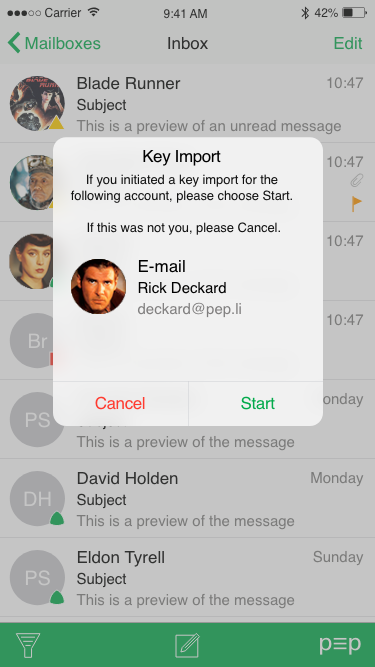 Carrier 9:41 AM 42%
Mailboxes Inbox Edit
Blade Runner 10:47
Subject
This is a preview of an unread message
10:47
Key Import
If you initiated a key import for the
following account, please choose Start.
If this was not you, please Cancel.
10:47
E-mail
Rick Deckard
deckard@pep.li
10:47
Br
Cancel Start
PS
This is a preview of the message
David Holden Monday
DH
Subject
This is a preview of the message
Eldon Tyrell Sunday
PS
Subject
This is a preview of the message
p≡p